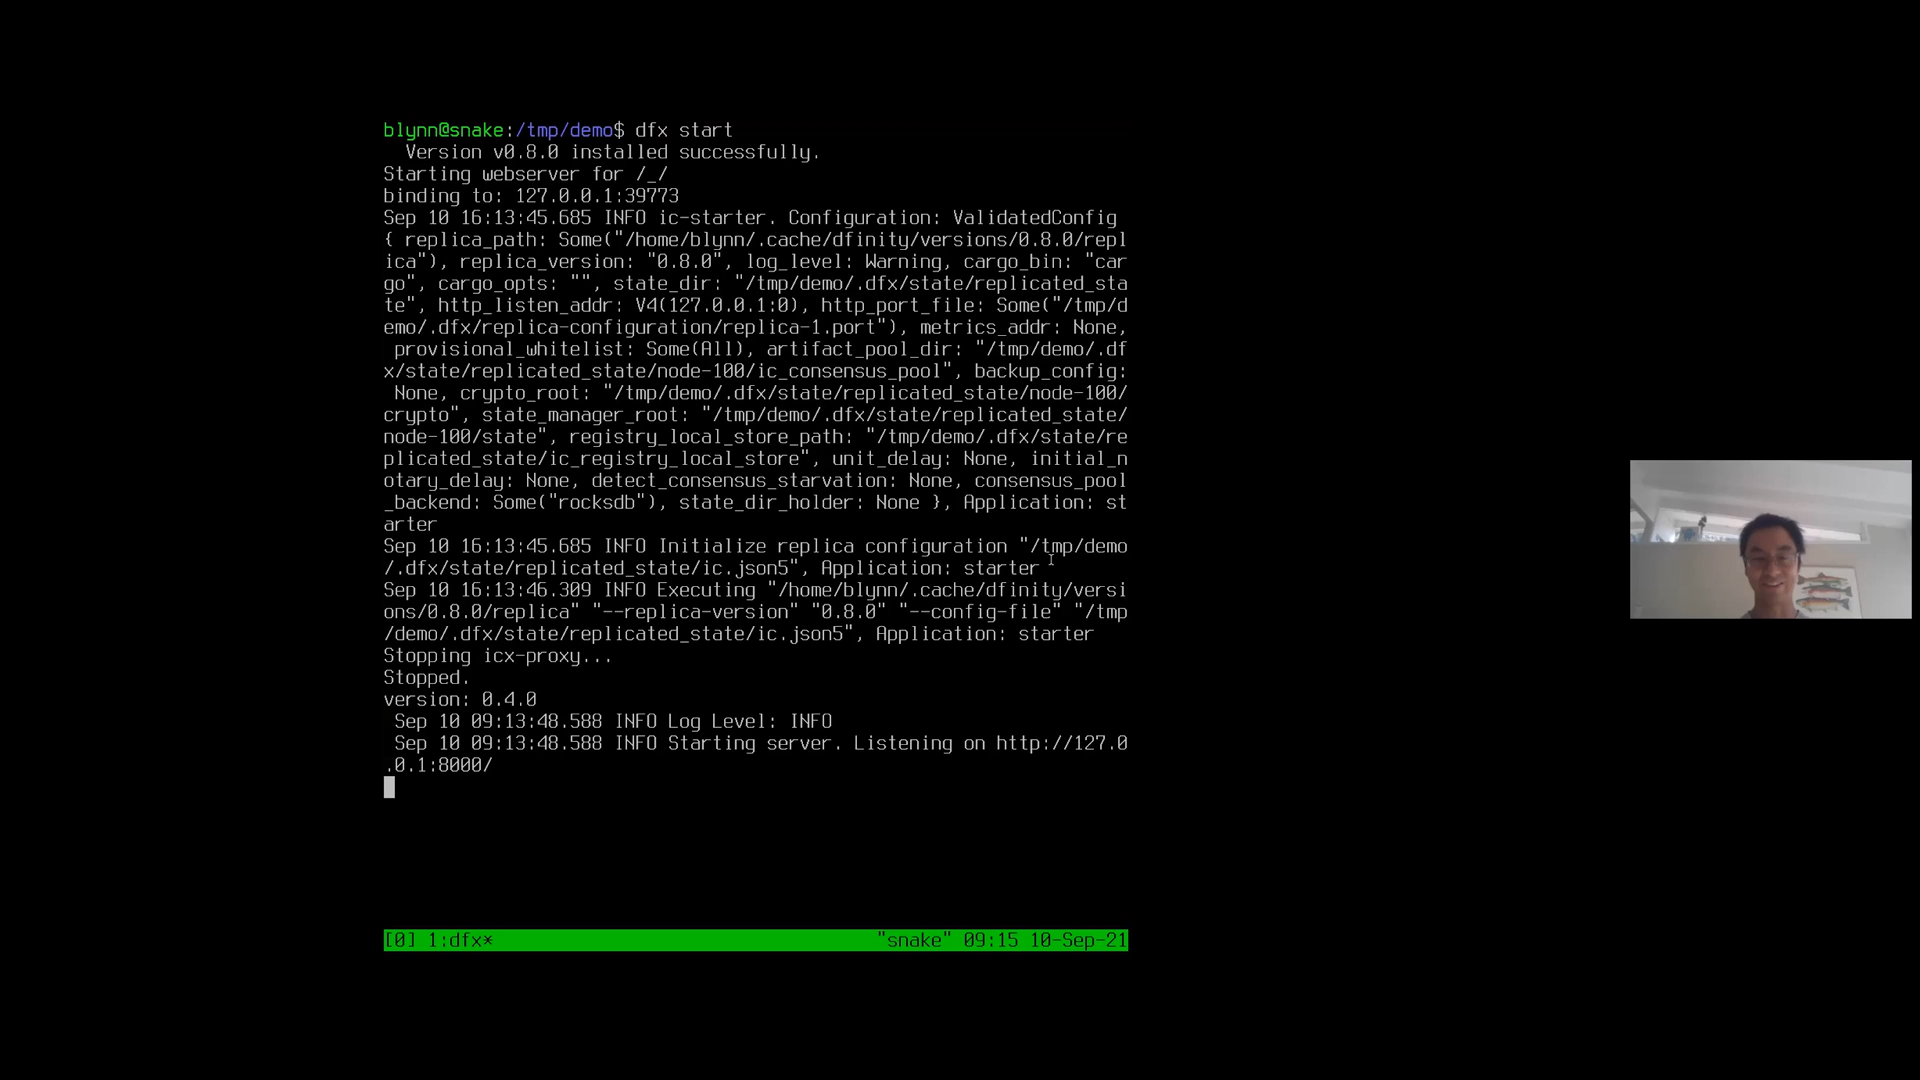 blynn@snake:/tmp/demo$ dfx start
  Version v0.8.0 installed successfully.
Starting webserver for /_/
binding to: 127.0.0.1:39773
Sep 10 16:13:45.685 INFO ic-starter. Configuration: ValidatedConfig
{ replica_path: Some("/home/blynn/.cache/dfinity/versions/0.8.0/repl
ica"), replica_version: "0.8.0", log_level: Warning, cargo_bin: "car
go", cargo_opts: "", state_dir: "/tmp/demo/.dfx/state/replicated_sta
te", http_listen_addr: V4(127.0.0.1:0), http_port_file: Some("/tmp/d
emo/.dfx/replica-configuration/replica-1.port"), metrics_addr: None,
 provisional_whitelist: Some(All), artifact_pool_dir: "/tmp/demo/.df
x/state/replicated_state/node-100/ic_consensus_pool", backup_config:
 None, crypto_root: "/tmp/demo/.dfx/state/replicated_state/node-100/
crypto", state_manager_root: "/tmp/demo/.dfx/state/replicated_state/
node-100/state", registry_local_store_path: "/tmp/demo/.dfx/state/re
plicated_state/ic_registry_local_store", unit_delay: None, initial_n
otary_delay: None, detect_consensus_starvation: None, consensus_pool
_backend: Some("rocksdb"), state_dir_holder: None }, Application: st
arter
Sep 10 16:13:45.685 INFO Initialize replica configuration "/tmp/demo
/.dfx/state/replicated_state/ic.json5", Application: starter
Sep 10 16:13:46.309 INFO Executing "/home/blynn/.cache/dfinity/versi
ons/0.8.0/replica" "--replica-version" "0.8.0" "--config-file" "/tmp
/demo/.dfx/state/replicated_state/ic.json5", Application: starter
Stopping icx-proxy...
Stopped.
version: 0.4.0
 Sep 10 09:13:48.588 INFO Log Level: INFO
 Sep 10 09:13:48.588 INFO Starting server. Listening on http://127.0
.0.1:8000/
[0] 1:dfx* "snake" 09:15 10-Sep-21